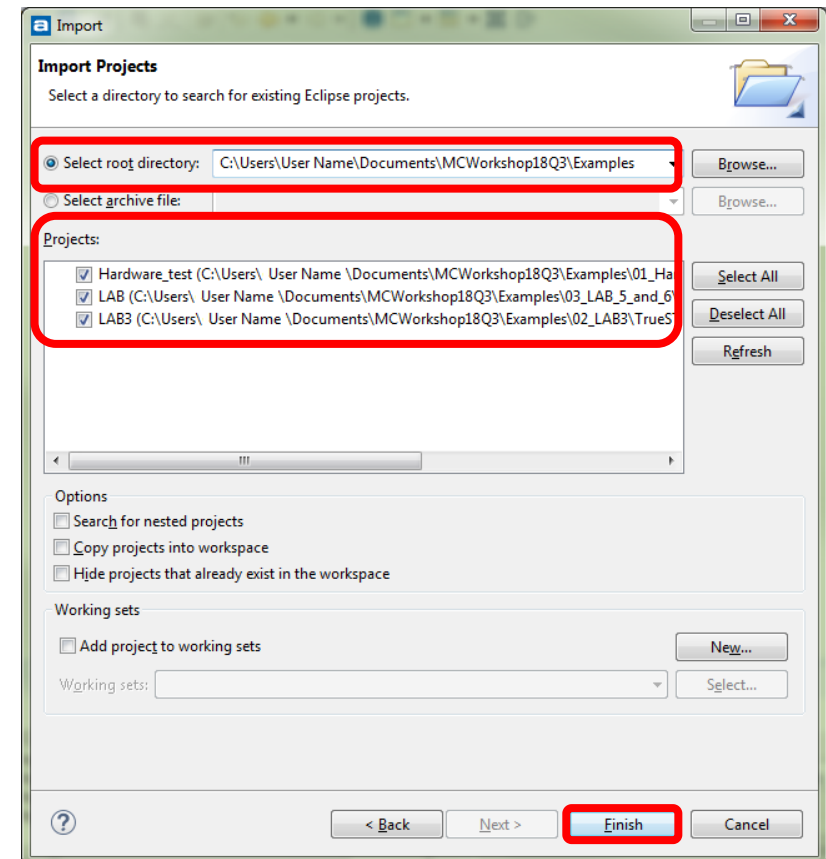 Import
Import Projects
Select a directory to search for existing Eclipse projects.
Select root directory: C:\Users\User Name\Documents\MCWorkshop18Q3\Examples Browse...
Select archive file: Browse...
Projects:
Hardware_test (C:\Users\ User Name \Documents\MCWorkshop18Q3\Examples\01_Ha
LAB (C:\Users\ User Name \Documents\MCWorkshop18Q3\Examples\03_LAB_5_and_6\
LAB3 (C:\Users\ User Name \Documents\MCWorkshop18Q3\Examples\02_LAB3\TrueS
Select All
Deselect All
Refresh
Options
Search for nested projects
Copy projects into workspace
Hide projects that already exist in the workspace
Working sets
Add project to working sets New...
Working sets: Select...
< Back Next > Finish Cancel